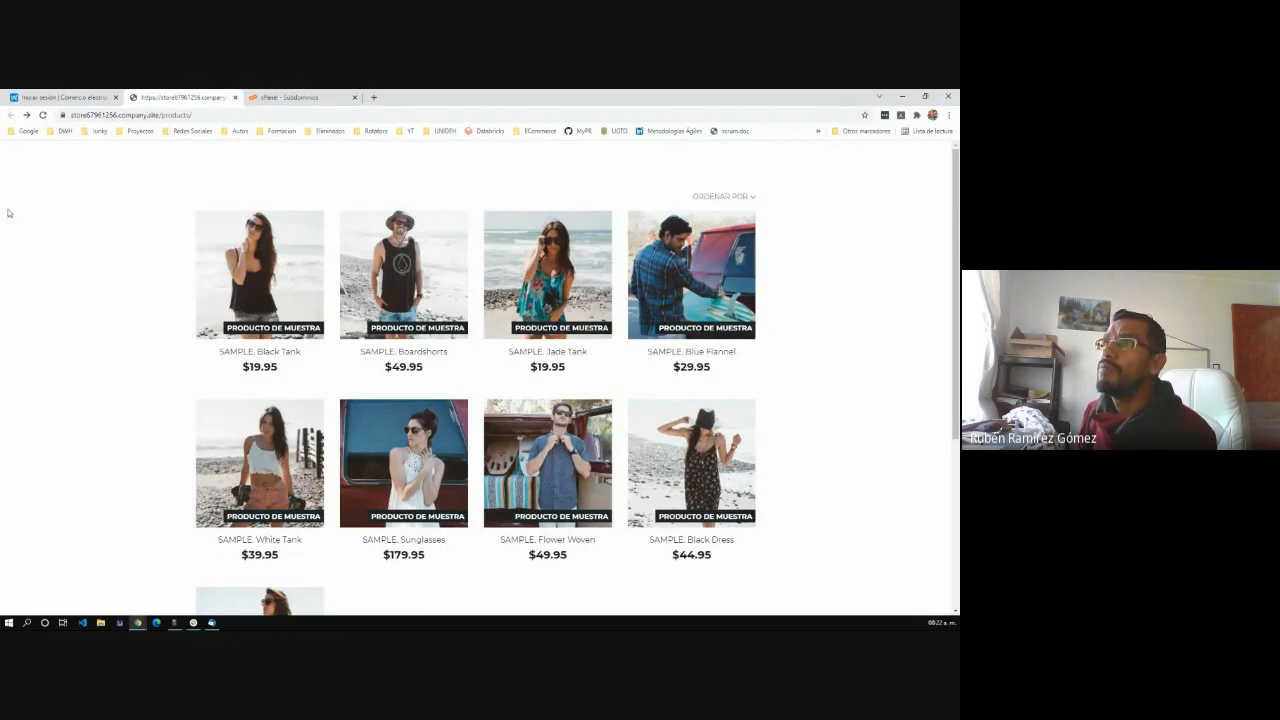 Iniciar sesión | Comercio electró
https://store67961256.company
cPanel - Subdominios
store67961256.company.site/products/
Google DWH Iunky Proyectos Redes Sociales Autos Formacion Eliminados Rotators VT UNIDEH Databricks ECommerce MyPR UGTO Metodologías Ágiles scrum.doc » Otros marcadores Lista de lectura
ORDENAR POR
PRODUCTO DE MUESTRA PRODUCTO DE MUESTRA PRODUCTO DE MUESTRA PRODUCTO DE MUESTRA
SAMPLE. Black Tank SAMPLE. Boardshorts SAMPLE. Jade Tank SAMPLE. Blue Flannel
$19.95 $49.95 $19.95 $29.95
Rubén Ramírez Gómez
PRODUCTO DE MUESTRA PRODUCTO DE MUESTRA PRODUCTO DE MUESTRA PRODUCTO DE MUESTRA
SAMPLE. White Tank SAMPLE. Sunglasses SAMPLE. Flower Woven SAMPLE. Black Dress
$39.95 $179.95 $49.95 $44.95
08:22 a. m.